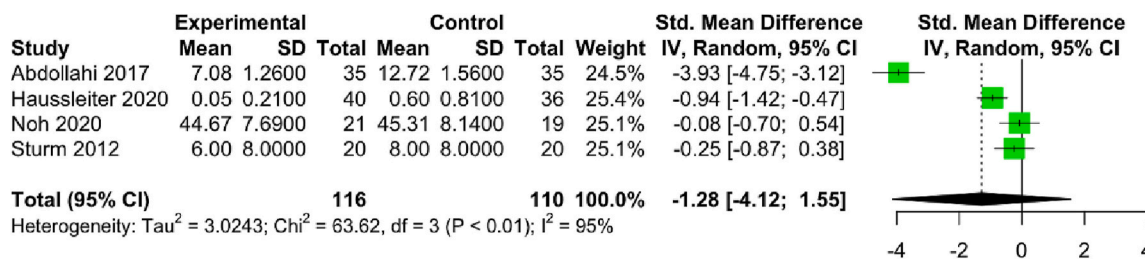 Experimental Control Std. Mean Difference Std. Mean Difference
Study Mean SD Total Mean SD Total Weight IV, Random, 95% CI IV, Random, 95% CI
Abdollahi 2017 7.08 1.2600 35 12.72 1.5600 35 24.5% -3.93 [-4.75; -3.12]
Haussleiter 2020 0.05 0.2100 40 0.60 0.8100 36 25.4% -0.94 [-1.42; -0.47]
Noh 2020 44.67 7.6900 21 45.31 8.1400 19 25.1% -0.08 [-0.70; 0.54]
Sturm 2012 6.00 8.0000 20 8.00 8.0000 20 25.1% -0.25 [-0.87; 0.38]
Total (95% CI) 116 110 100.0% -1.28 [-4.12; 1.55]
Heterogeneity: Tau² = 3.0243; Chi² = 63.62, df = 3 (P < 0.01); I² = 95%
-4 -2 0 2 4